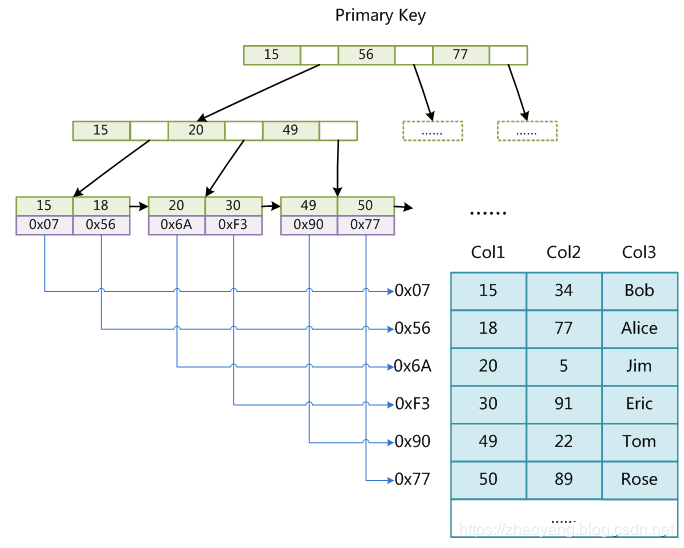 Primary Key
15 56 77
15 20 49
...... ......
15 18 20 30 49 50
0x07 0x56 0x6A 0xF3 0x90 0x77
......
Col1 Col2 Col3
0x07 15 34 Bob
0x56 18 77 Alice
0x6A 20 5 Jim
0xF3 30 91 Eric
0x90 49 22 Tom
0x77 50 89 Rose
......
https://zhaoyang.blog.csdn.net